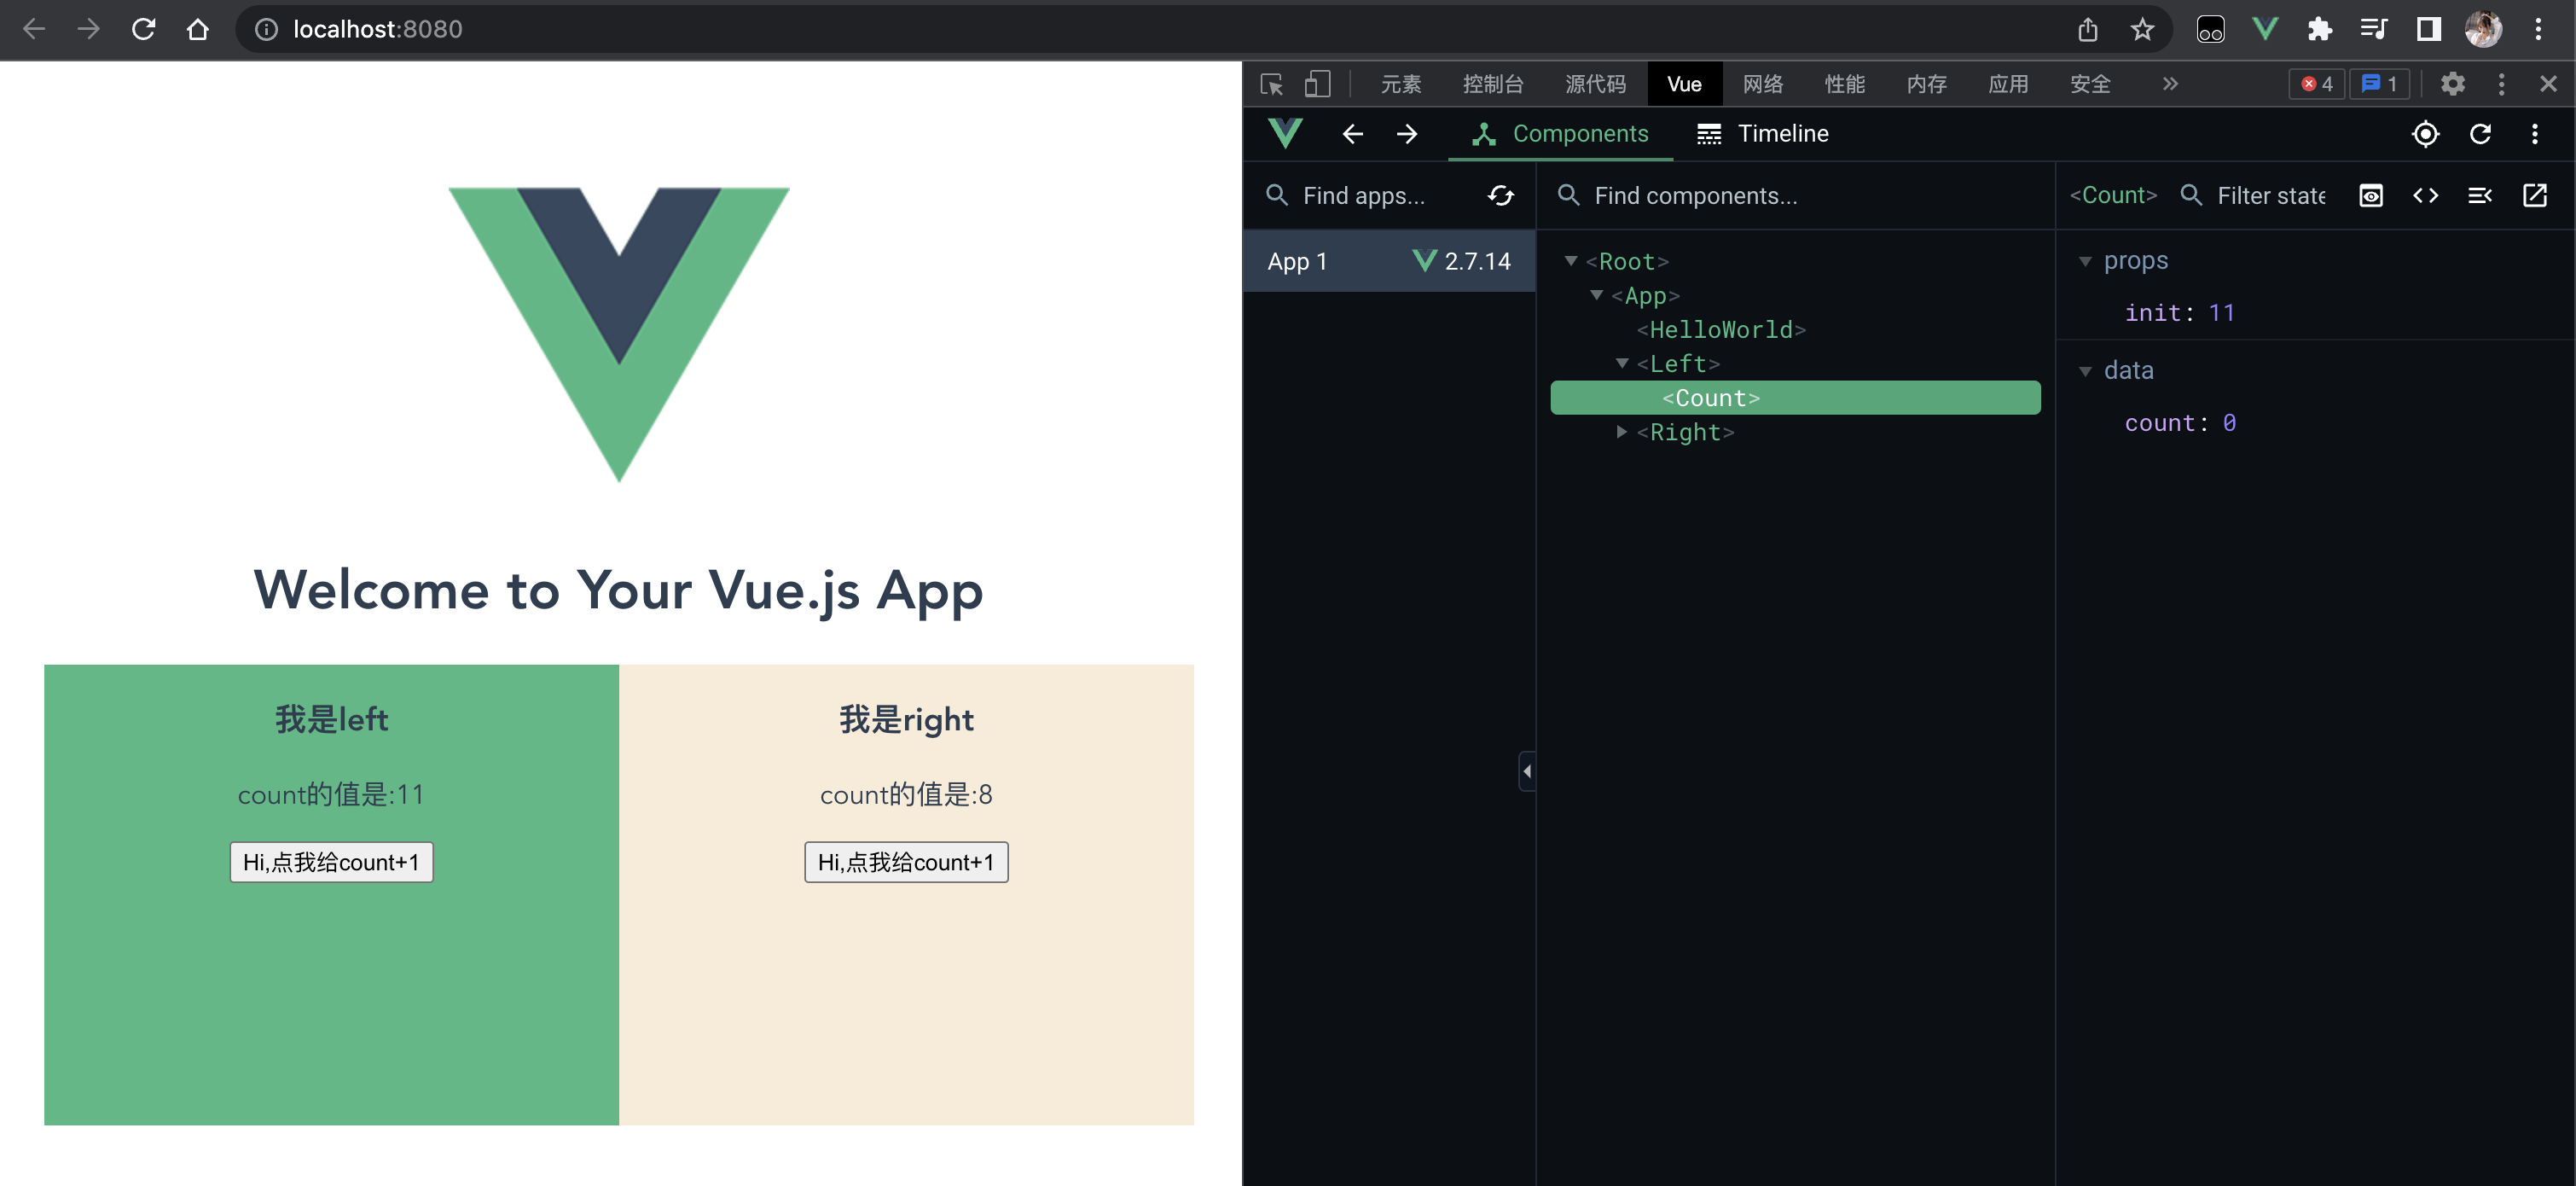 localhost:8080
元素 控制台 源代码 Vue 网络 性能 内存 应用 安全 » 4 1
Components Timeline
Find apps...
Find components...
<Count> Filter state
App 1 2.7.14
<Root>
<App>
<HelloWorld>
<Left>
<Count>
<Right>
props
init: 11
data
count: 0
Welcome to Your Vue.js App
我是left
count的值是:11
Hi,点我给count+1
我是right
count的值是:8
Hi,点我给count+1